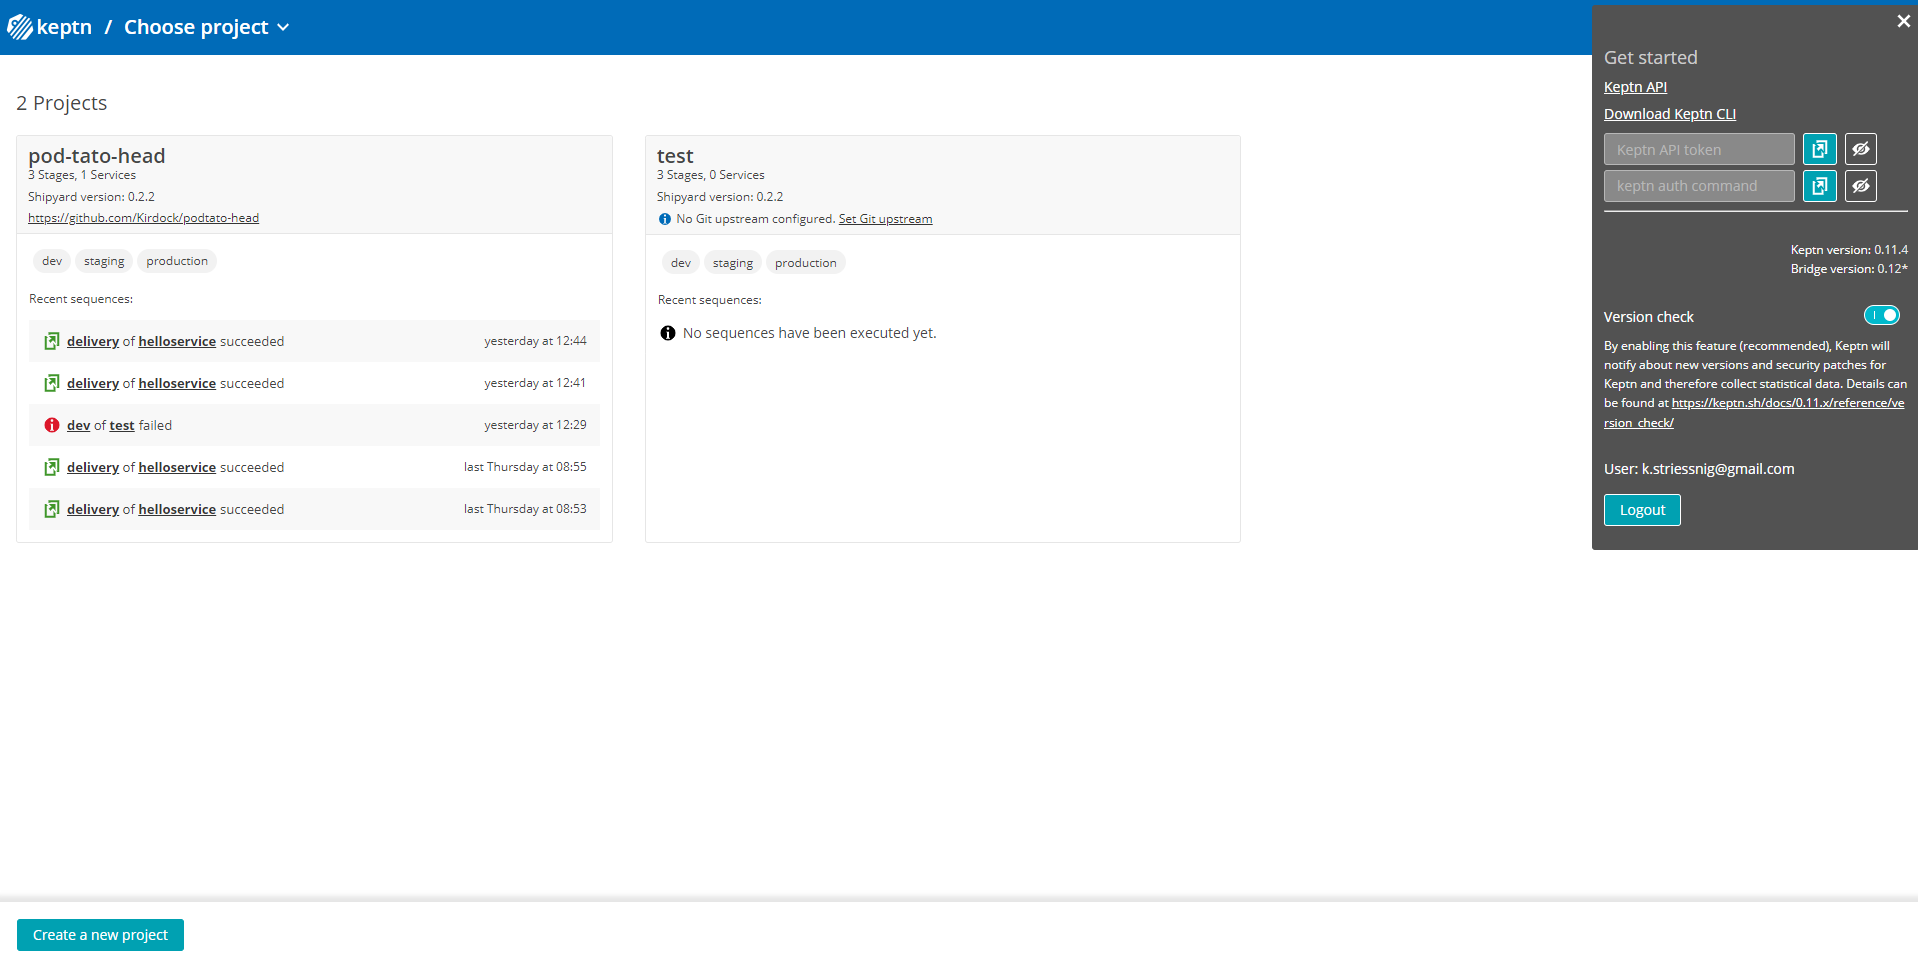 keptn / Choose project
2 Projects
pod-tato-head
3 Stages, 1 Services
Shipyard version: 0.2.2
https://github.com/Kirdock/podtato-head
dev staging production
Recent sequences:
delivery of helloservice succeeded yesterday at 12:44
delivery of helloservice succeeded yesterday at 12:41
dev of test failed yesterday at 12:29
delivery of helloservice succeeded last Thursday at 08:55
delivery of helloservice succeeded last Thursday at 08:53
test
3 Stages, 0 Services
Shipyard version: 0.2.2
No Git upstream configured. Set Git upstream
dev staging production
Recent sequences:
No sequences have been executed yet.
Get started
Keptn API
Download Keptn CLI
Keptn API token
keptn auth command
Keptn version: 0.11.4
Bridge version: 0.12*
Version check
By enabling this feature (recommended), Keptn will
notify about new versions and security patches for
Keptn and therefore collect statistical data. Details can
be found at https://keptn.sh/docs/0.11.x/reference/ve
rsion_check/
User: k.striessnig@gmail.com
Logout
Create a new project